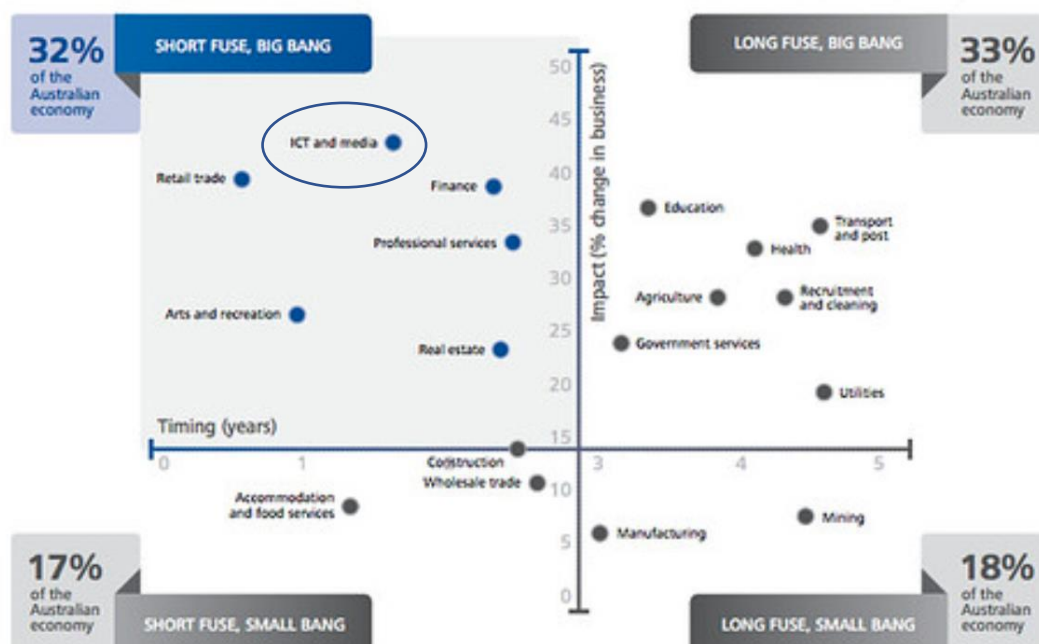 32%
of the
Australian
economy
SHORT FUSE, BIG BANG
LONG FUSE, BIG BANG
33%
of the
Australian
economy
50
45
40
35
30
25
20
15
10
5
0
Impact (% change in business)
ICT and media
Retail trade
Finance
Professional services
Arts and recreation
Real estate
Education
Transport
and post
Health
Agriculture
Recruitment
and cleaning
Government services
Utilities
Timing (years)
0
1
3
4
5
Construction
Wholesale trade
Accommodation
and food services
Manufacturing
Mining
17%
of the
Australian
economy
SHORT FUSE, SMALL BANG
LONG FUSE, SMALL BANG
18%
of the
Australian
economy